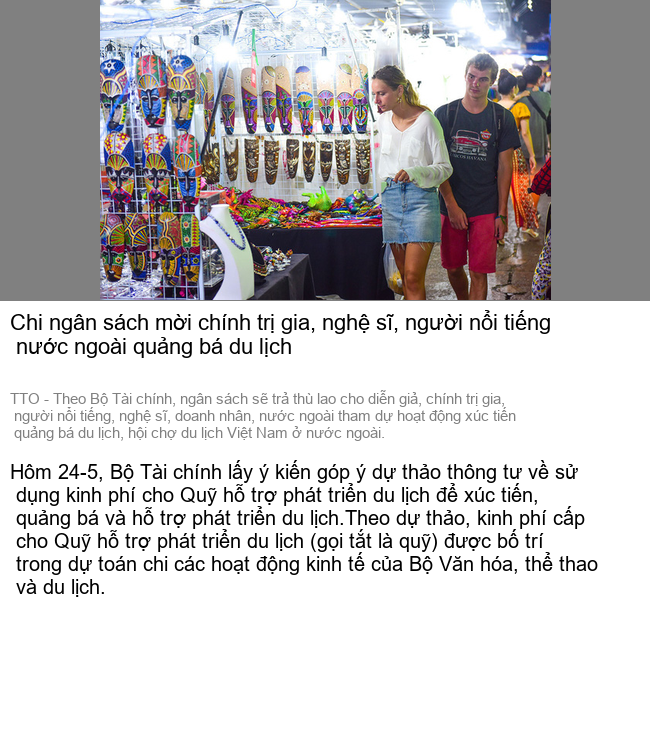 Chi ngân sách mời chính trị gia, nghệ sĩ, người nổi tiếng
nước ngoài quảng bá du lịch
TTO - Theo Bộ Tài chính, ngân sách sẽ trả thù lao cho diễn giả, chính trị gia,
người nổi tiếng, nghệ sĩ, doanh nhân, nước ngoài tham dự hoạt động xúc tiến
quảng bá du lịch, hội chợ du lịch Việt Nam ở nước ngoài.
Hôm 24-5, Bộ Tài chính lấy ý kiến góp ý dự thảo thông tư về sử
dụng kinh phí cho Quỹ hỗ trợ phát triển du lịch để xúc tiến,
quảng bá và hỗ trợ phát triển du lịch.Theo dự thảo, kinh phí cấp
cho Quỹ hỗ trợ phát triển du lịch (gọi tắt là quỹ) được bố trí
trong dự toán chi các hoạt động kinh tế của Bộ Văn hóa, thể thao
và du lịch.